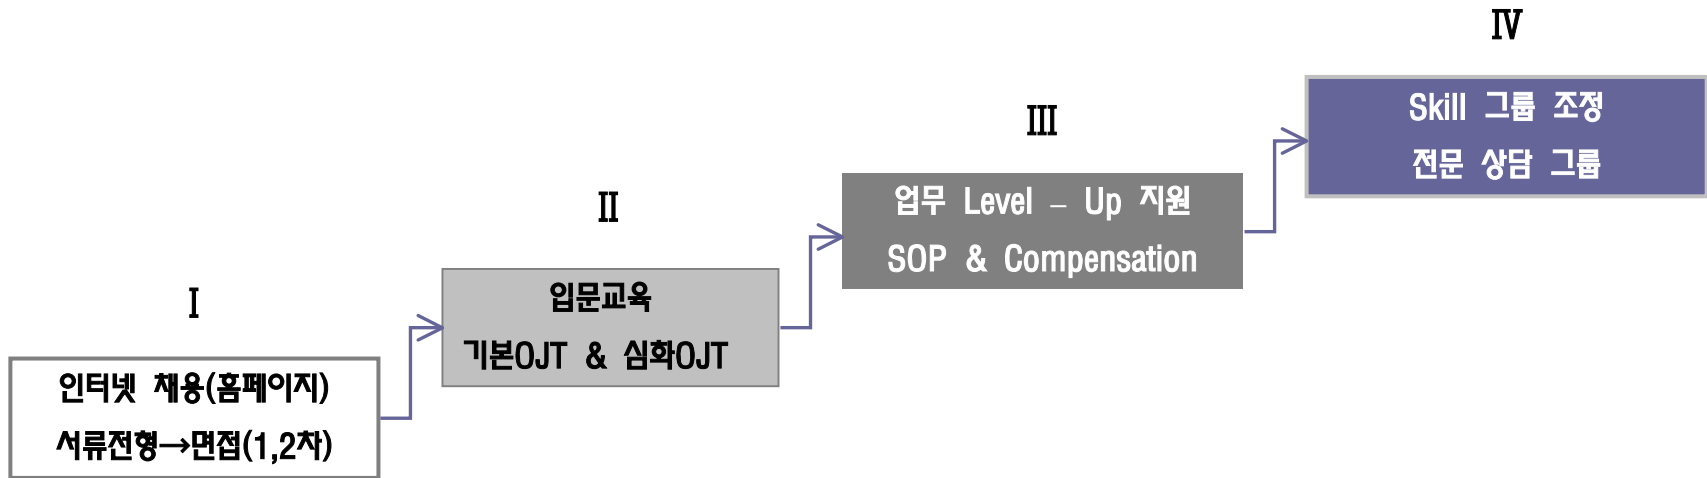 Ⅰ
인터넷 채용(홈페이지)
서류전형→면접(1,2차)
Ⅱ
입문교육
기본OJT & 심화OJT
Ⅲ
업무 Level – Up 지원
SOP & Compensation
Ⅳ
Skill 그룹 조정
전문 상담 그룹